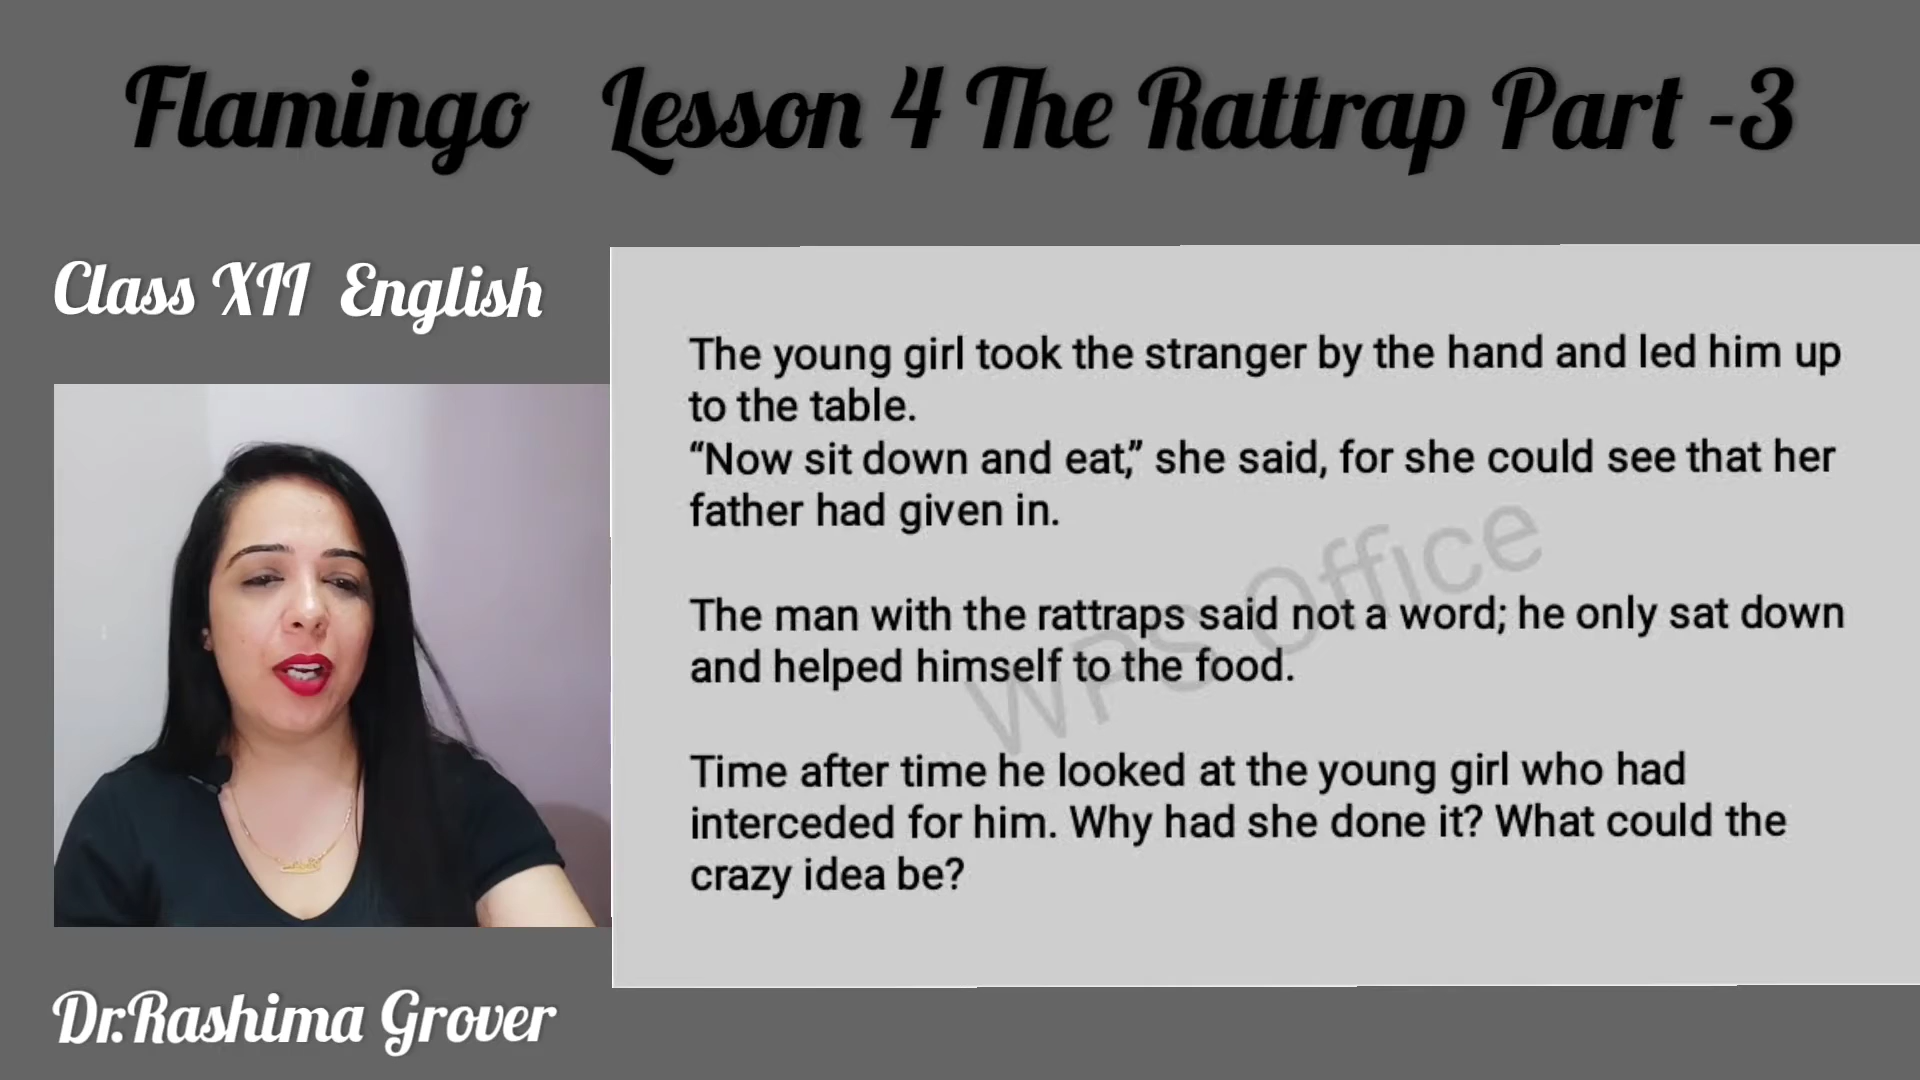 Flamingo Lesson 4 The Rattrap Part -3
Class XII English
The young girl took the stranger by the hand and led him up
to the table.
“Now sit down and eat,” she said, for she could see that her
father had given in.
The man with the rattraps said not a word; he only sat down
and helped himself to the food.
Time after time he looked at the young girl who had
interceded for him. Why had she done it? What could the
crazy idea be?
WPS Office
Dr.Rashima Grover